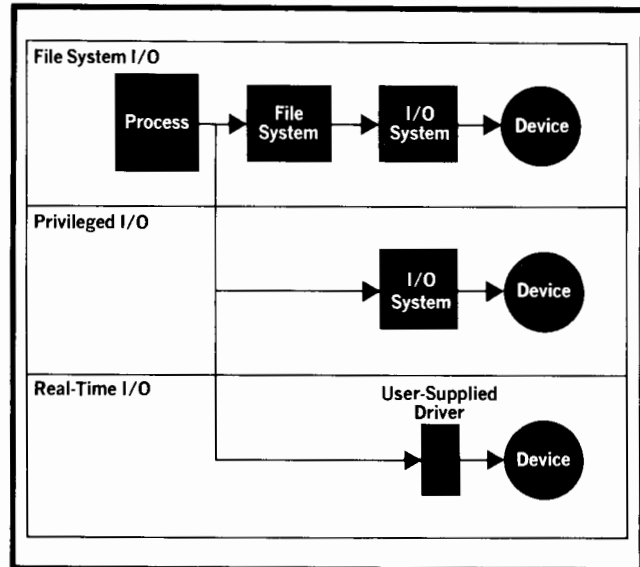 File System I/O
Process
File
System
I/O
System
Device
Privileged I/O
I/O
System
Device
Real-Time I/O
User-Supplied
Driver
Device